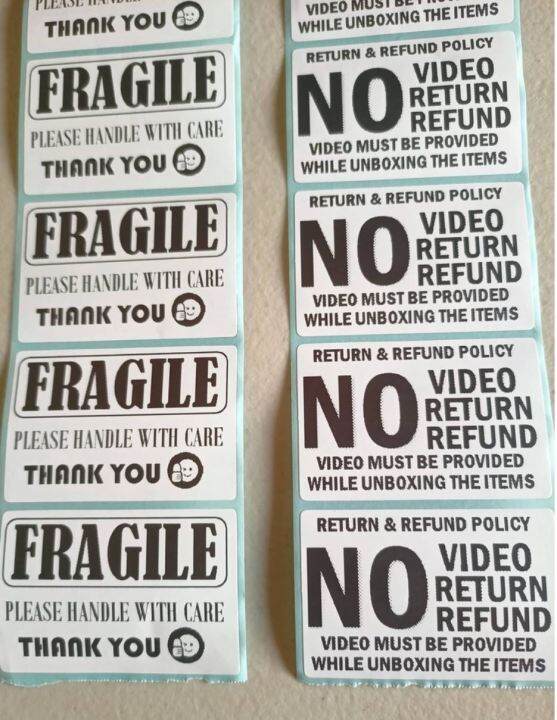 PLEASE HANDLE
THANK YOU
FRAGILE
PLEASE HANDLE WITH CARE
THANK YOU
FRAGILE
PLEASE HANDLE WITH CARE
THANK YOU
FRAGILE
PLEASE HANDLE WITH CARE
THANK YOU
FRAGILE
PLEASE HANDLE WITH CARE
THANK YOU
VIDEO MUST BE
WHILE UNBOXING THE ITEMS
RETURN & REFUND POLICY
NO VIDEO
RETURN
REFUND
VIDEO MUST BE PROVIDED
WHILE UNBOXING THE ITEMS
RETURN & REFUND POLICY
NO VIDEO
RETURN
REFUND
VIDEO MUST BE PROVIDED
WHILE UNBOXING THE ITEMS
RETURN & REFUND POLICY
NO VIDEO
RETURN
REFUND
VIDEO MUST BE PROVIDED
WHILE UNBOXING THE ITEMS
RETURN & REFUND POLICY
NO VIDEO
RETURN
REFUND
VIDEO MUST BE PROVIDED
WHILE UNBOXING THE ITEMS